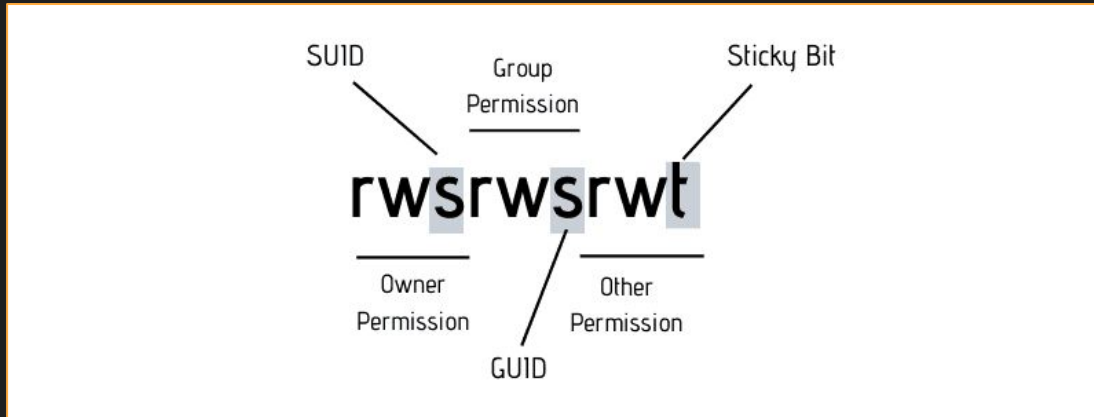 SUID
Group
Permission
Sticky Bit
rwsrwsrwt
Owner
Permission
Other
Permission
GUID